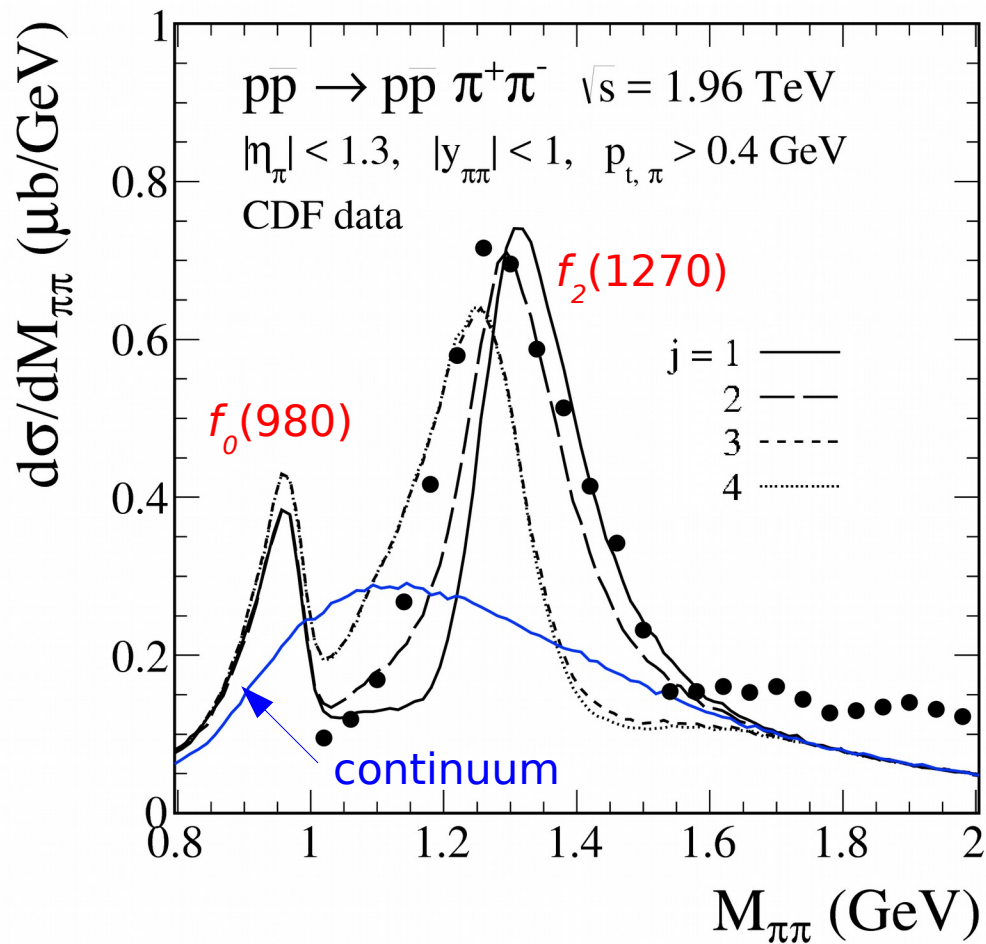 dσ/dM_ππ (μb/GeV)
1
0.8
0.6
0.4
0.2
0
pp̅ → pp̅ π⁺π⁻ √s = 1.96 TeV
|η_π| < 1.3, |y_ππ| < 1, p_t, π > 0.4 GeV
CDF data
f₂(1270)
j = 1
2
3
4
f₀(980)
continuum
0.8 1 1.2 1.4 1.6 1.8 2
M_ππ (GeV)